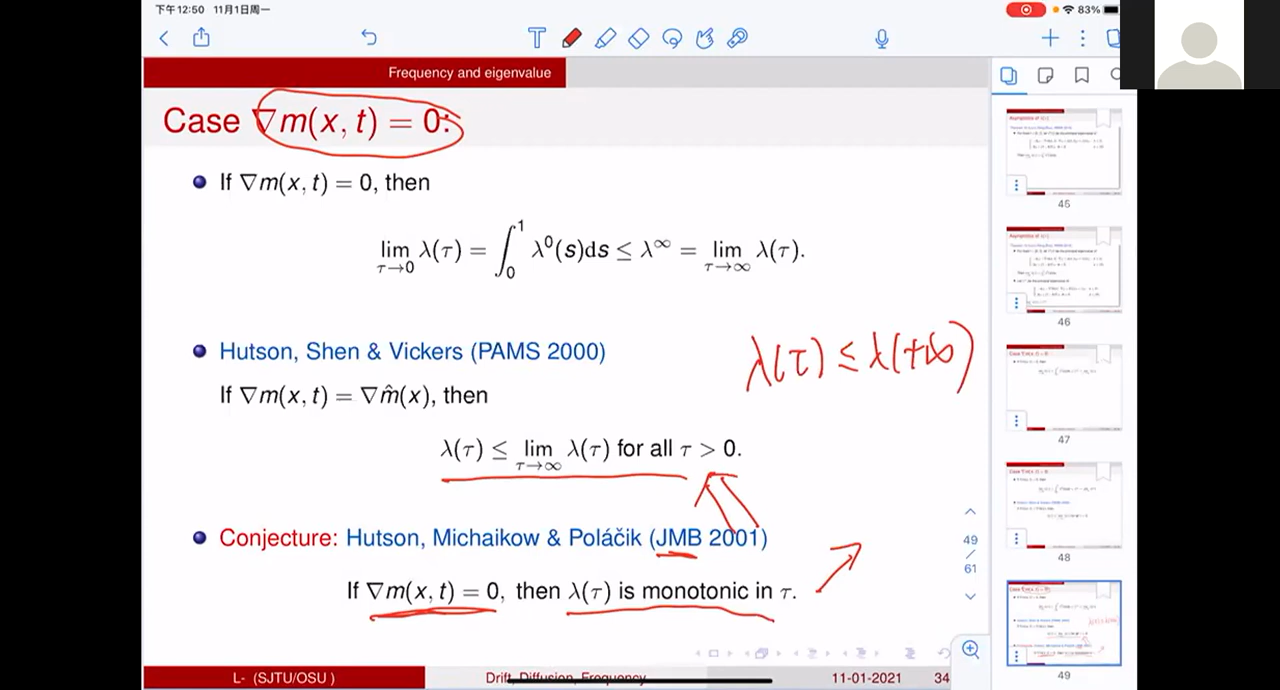 下午12:50 11月1日周一
83%
Frequency and eigenvalue
Case ∇m(x, t) = 0:
If ∇m(x, t) = 0, then
lim_{τ→0} λ(τ) = ∫_0^1 λ^0(s)ds ≤ λ^∞ = lim_{τ→∞} λ(τ).
Hutson, Shen & Vickers (PAMS 2000)
λ(τ) ≤ λ(+∞)
If ∇m(x, t) = ∇m̂(x), then
λ(τ) ≤ lim_{τ→∞} λ(τ) for all τ > 0.
Conjecture: Hutson, Michaikow & Poláčik (JMB 2001)
If ∇m(x, t) = 0, then λ(τ) is monotonic in τ.
L- (SJTU/OSU )
Drift, Diffusion, Frequency
11-01-2021
34
49
/
61
45
46
47
48
49